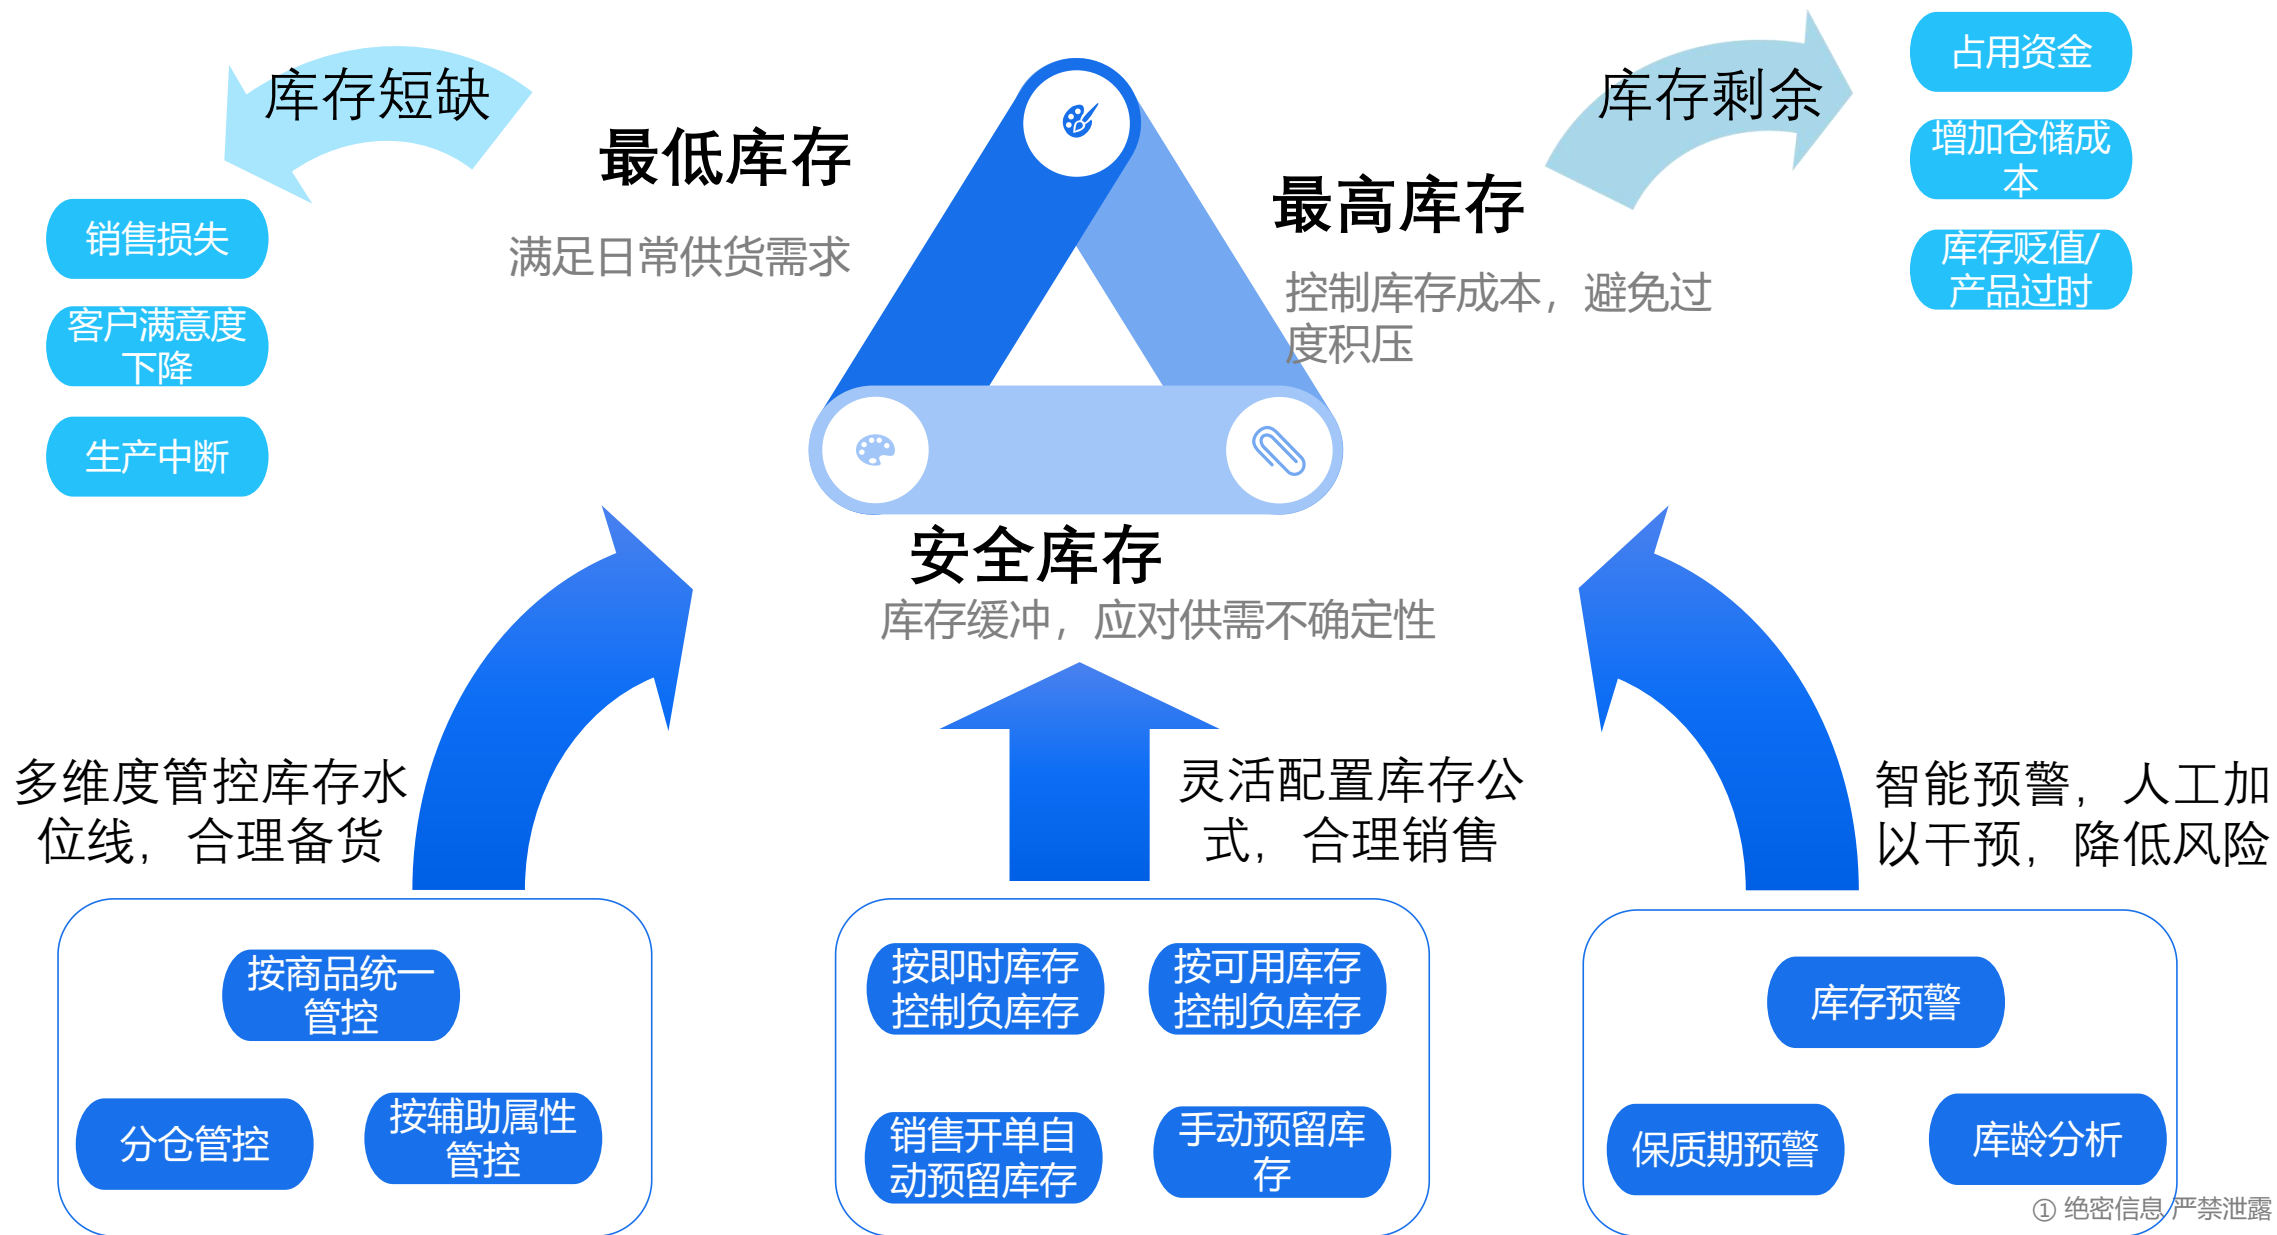 库存短缺
销售损失
客户满意度
下降
生产中断
最低库存
满足日常供货需求
最高库存
控制库存成本，避免过
度积压
库存剩余
占用资金
增加仓储成
本
库存贬值/
产品过时
安全库存
库存缓冲，应对供需不确定性
多维度管控库存水
位线，合理备货
灵活配置库存公
式，合理销售
智能预警，人工加
以干预，降低风险
按商品统一
管控
分仓管控
按辅助属性
管控
按即时库存
控制负库存
按可用库存
控制负库存
销售开单自
动预留库存
手动预留库
存
库存预警
保质期预警
库龄分析
① 绝密信息 严禁泄露